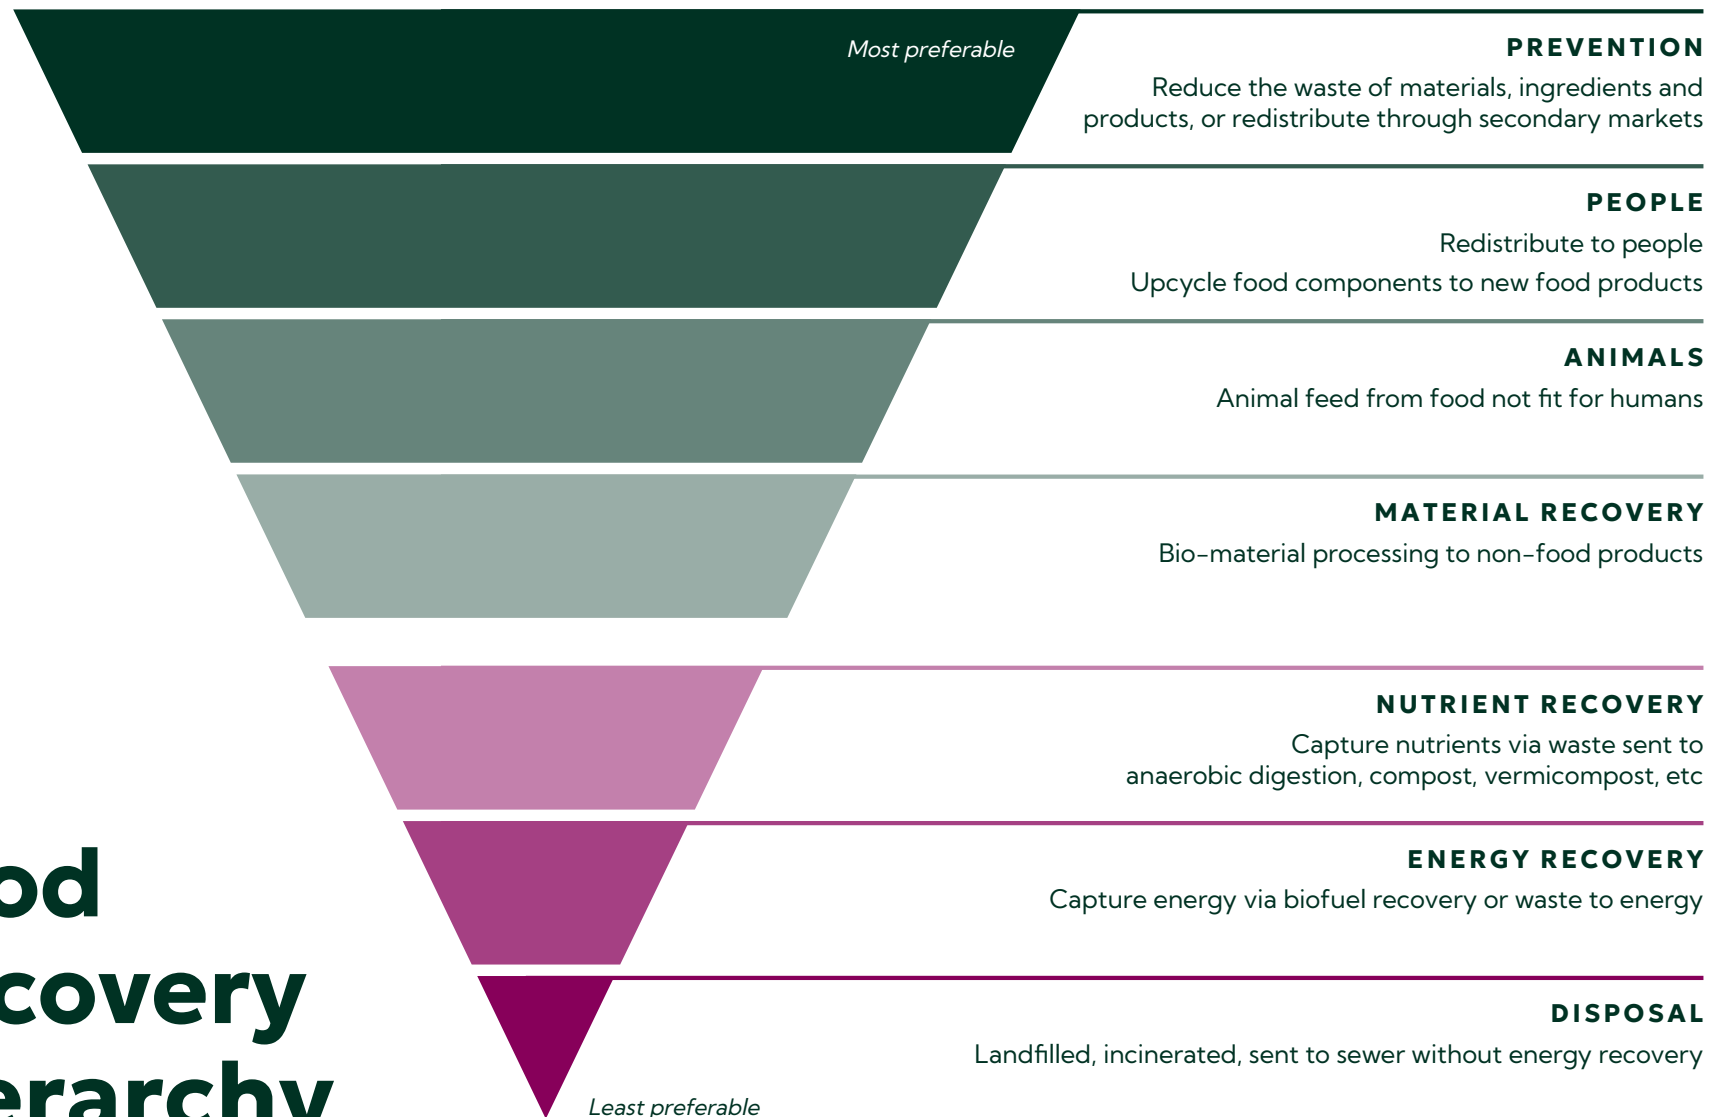 Most preferable
PREVENTION
Reduce the waste of materials, ingredients and
products, or redistribute through secondary markets
PEOPLE
Redistribute to people
Upcycle food components to new food products
ANIMALS
Animal feed from food not fit for humans
MATERIAL RECOVERY
Bio-material processing to non-food products
NUTRIENT RECOVERY
Capture nutrients via waste sent to
anaerobic digestion, compost, vermicompost, etc
ENERGY RECOVERY
Capture energy via biofuel recovery or waste to energy
DISPOSAL
Landfilled, incinerated, sent to sewer without energy recovery
Least preferable
od
covery
erarchy